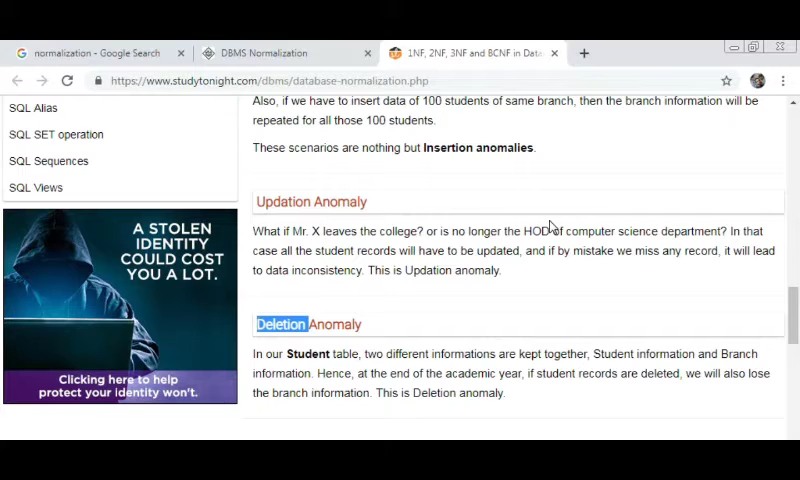 normalization - Google Search
DBMS Normalization
1NF, 2NF, 3NF and BCNF in Data
https://www.studytonight.com/dbms/database-normalization.php
SQL Alias
SQL SET operation
SQL Sequences
SQL Views
A STOLEN
IDENTITY
COULD COST
YOU A LOT.
Clicking here to help
protect your identity won't.
Also, if we have to insert data of 100 students of same branch, then the branch information will be
repeated for all those 100 students.
These scenarios are nothing but Insertion anomalies.
Updation Anomaly
What if Mr. X leaves the college? or is no longer the HOD of computer science department? In that
case all the student records will have to be updated, and if by mistake we miss any record, it will lead
to data inconsistency. This is Updation anomaly.
Deletion Anomaly
In our Student table, two different informations are kept together, Student information and Branch
information. Hence, at the end of the academic year, if student records are deleted, we will also lose
the branch information. This is Deletion anomaly.